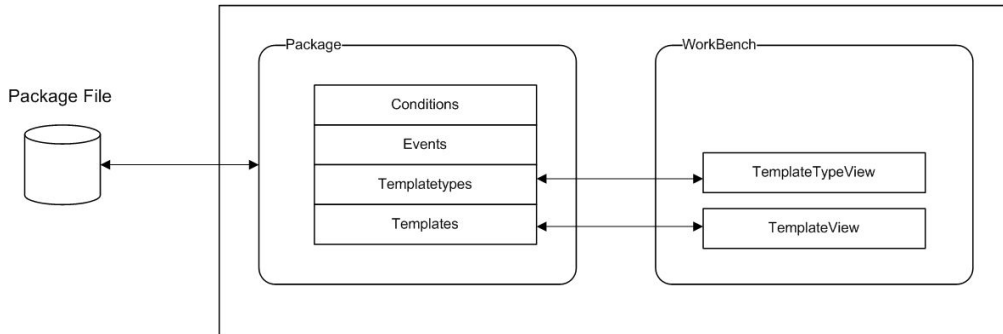 Package
WorkBench
Package File
Conditions
Events
Templatetypes
Templates
TemplateTypeView
TemplateView